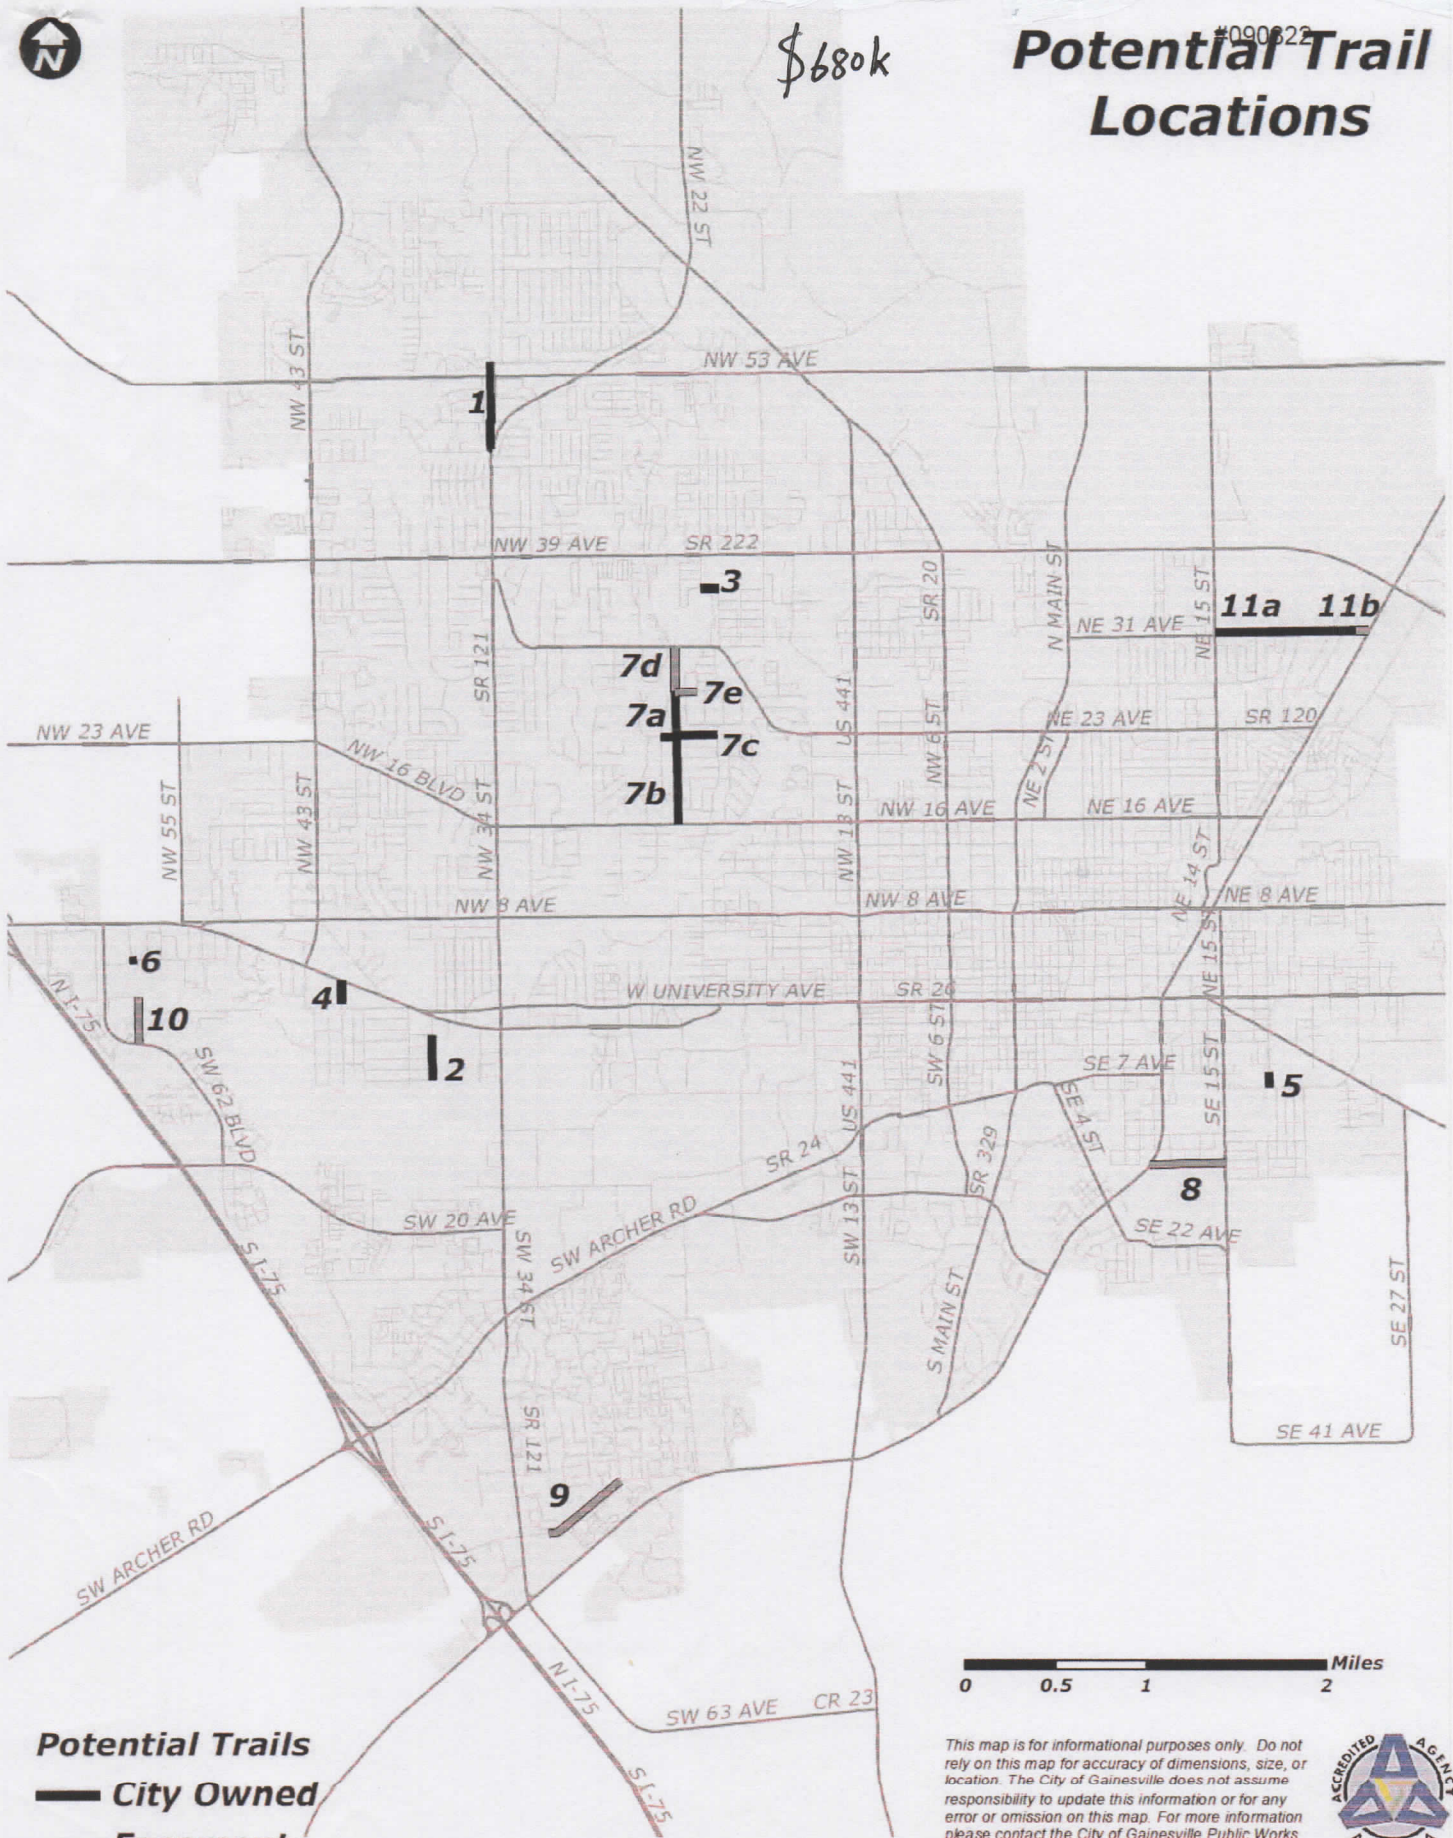 N
$680k
#090822
Potential Trail
Locations
NW 22 ST
NW 53 AVE
NW 43 ST
1
NW 39 AVE
SR 222
3
SR 20
N MAIN ST
NE 15 ST
11a
11b
NE 31 AVE
SR 121
7d
7e
7a
7c
7b
US 441
NW 6 ST
NE 23 AVE
SR 120
NE 2 ST
NW 23 AVE
NW 16 BLVD
NW 55 ST
NW 43 ST
NW 34 ST
NW 13 ST
NW 16 AVE
NE 16 AVE
NE 14 ST
NW 8 AVE
NW 8 AVE
NE 8 AVE
NE 15 ST
6
N I-75
10
4
W UNIVERSITY AVE
SR 26
2
SW 62 BLVD
SW 6 ST
US 441
SE 7 AVE
SE 4 ST
SE 15 ST
5
SR 24
SR 329
8
SW 20 AVE
SW ARCHER RD
SW 13 ST
SE 22 AVE
S I-75
SW 34 ST
S MAIN ST
SE 27 ST
SR 121
SE 41 AVE
9
SW ARCHER RD
S I-75
N I-75
SW 63 AVE
CR 23
S I-75
Miles
0 0.5 1 2
Potential Trails
City Owned
This map is for informational purposes only. Do not
rely on this map for accuracy of dimensions, size, or
location. The City of Gainesville does not assume
responsibility to update this information or for any
error or omission on this map. For more information
please contact the City of Gainesville Public Works
ACCREDITED AGENCY